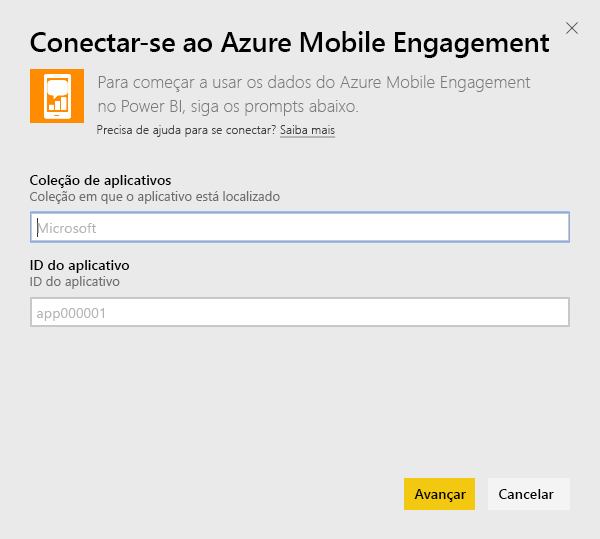 Conectar-se ao Azure Mobile Engagement
Para começar a usar os dados do Azure Mobile Engagement
no Power BI, siga os prompts abaixo.
Precisa de ajuda para se conectar? Saiba mais
Coleção de aplicativos
Coleção em que o aplicativo está localizado
Microsoft
ID do aplicativo
ID do aplicativo
app000001
Avançar
Cancelar